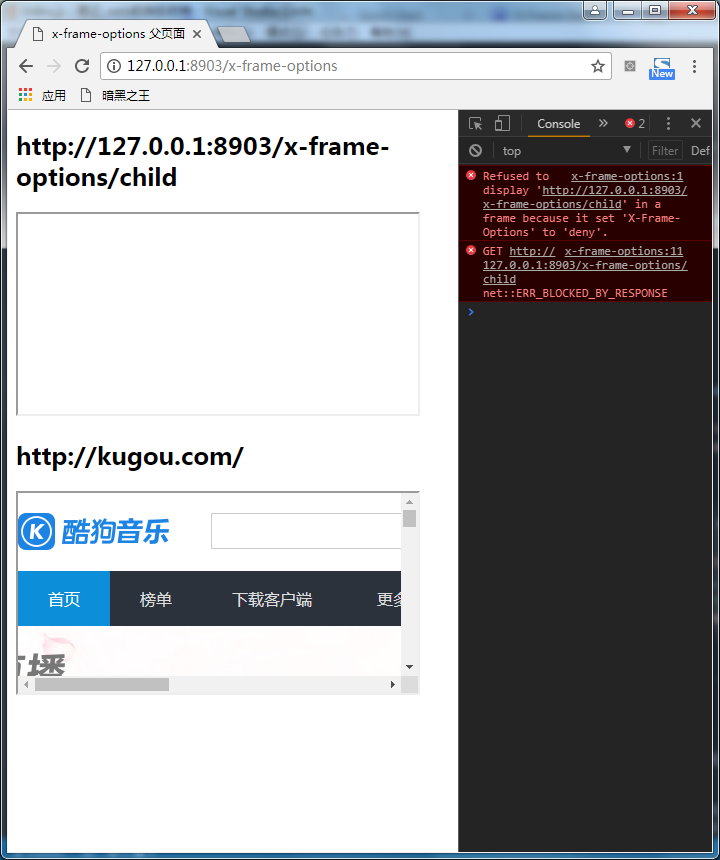 x-frame-options 父页面
127.0.0.1:8903/x-frame-options
New
应用
暗黑之王
http://127.0.0.1:8903/x-frame-
options/child
http://kugou.com/
K 酷狗音乐
首页 榜单 下载客户端 更多
直播
Console 2
top Filter Def
Refused to x-frame-options:1
display 'http://127.0.0.1:8903/
x-frame-options/child' in a
frame because it set 'X-Frame-
Options' to 'deny'.
GET http:// x-frame-options:11
127.0.0.1:8903/x-frame-options/
child
net::ERR_BLOCKED_BY_RESPONSE